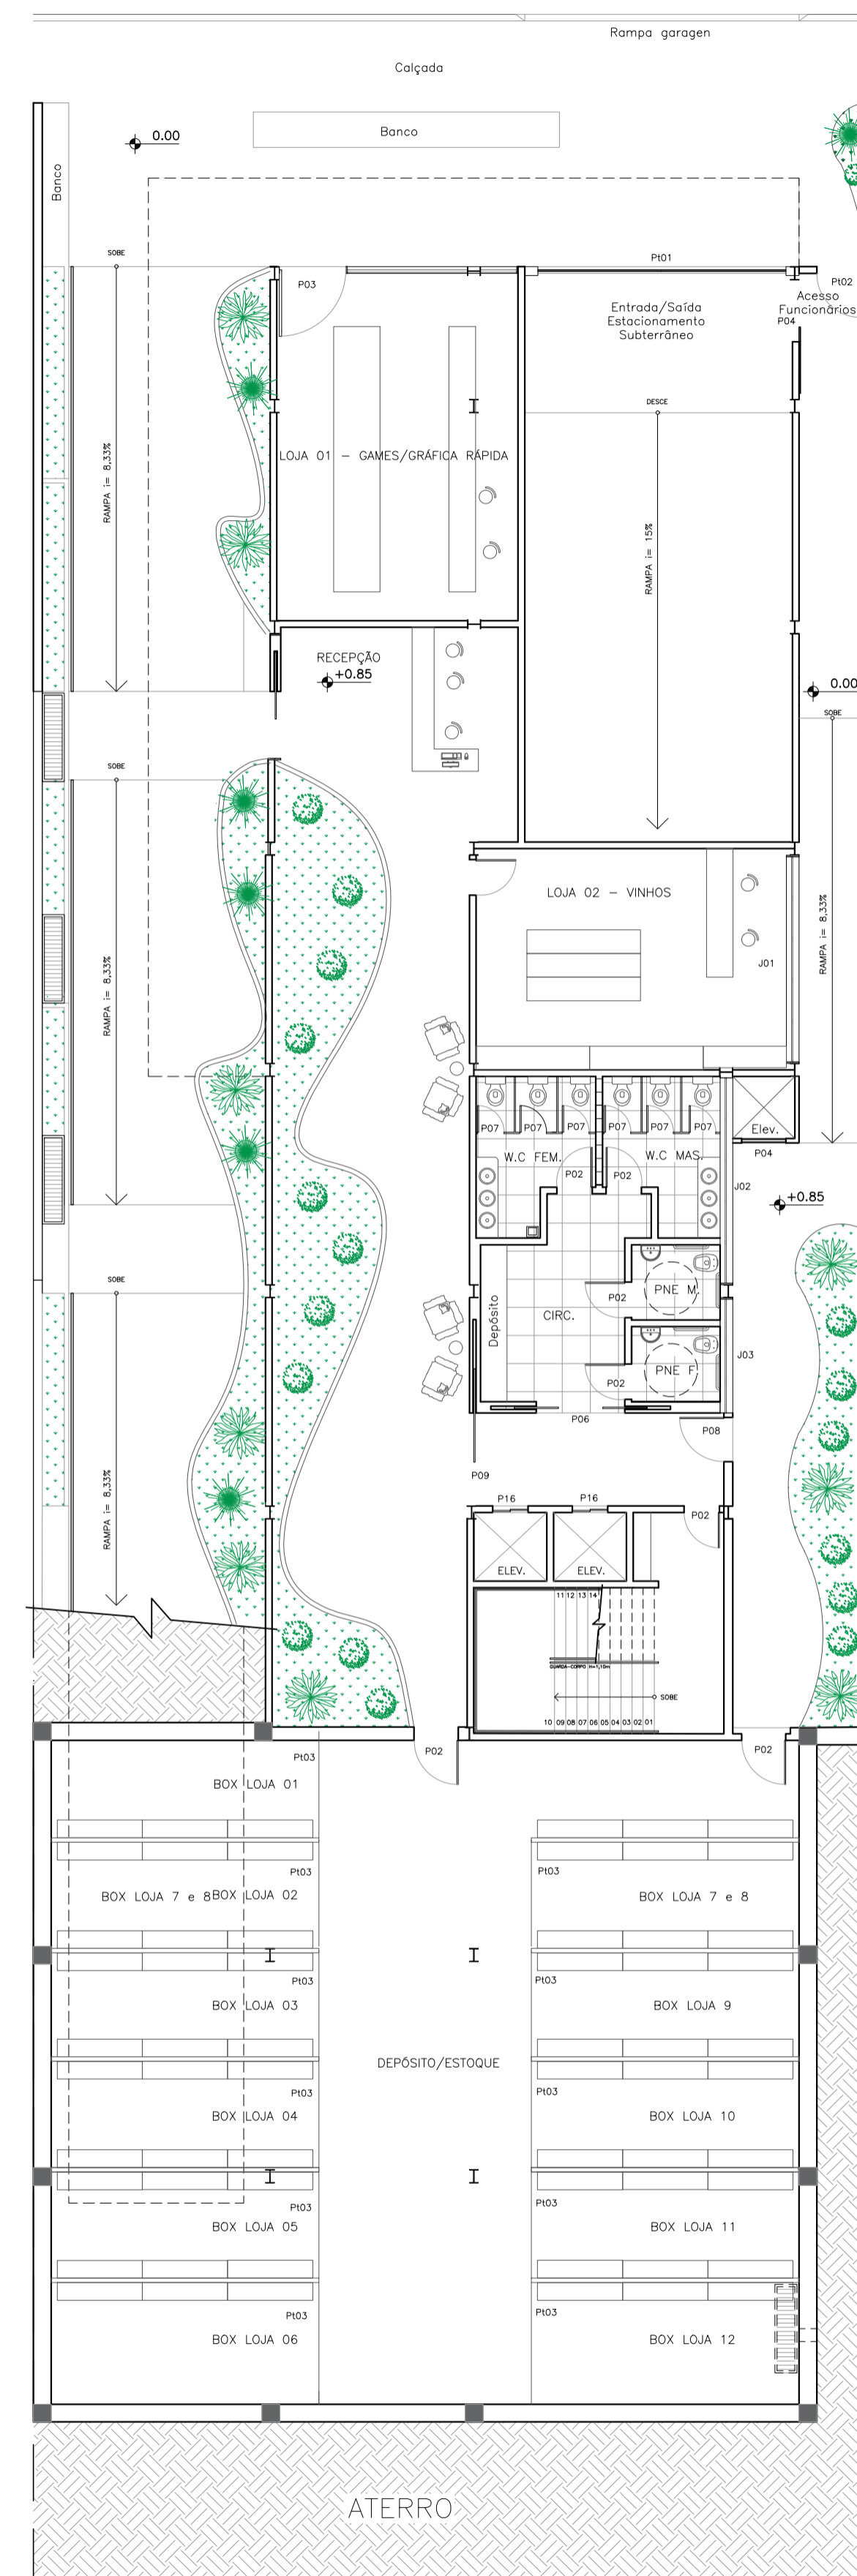 Rampa garagen
Calçada
Banco
0.00
Banco
SOBE
Pt01
P03
Pt02
Entrada/Saída
Estacionamento
Subterrâneo
Acesso
Funcionários
P04
DESCE
RAMPA i= 8,33%
LOJA 01 - GAMES/GRÁFICA RÁPIDA
RAMPA i= 15%
RECEPÇÃO
+0.85
0.00
SOBE
SOBE
LOJA 02 - VINHOS
RAMPA i= 8,33%
J01
RAMPA i= 8,33%
P07
P07
P07
P07
P07
P07
Elev.
W.C FEM.
W.C MAS.
P04
P02
P02
J02
+0.85
SOBE
PNE M.
P02
Depósito
CIRC.
J03
PNE F
P02
P06
P08
P09
RAMPA i= 8,33%
P16
P16
P02
ELEV.
ELEV.
11 12 13 14
GUARDA-CORPO H=1,10m
SOBE
10 09 08 07 06 05 04 03 02 01
Pt03
P02
P02
BOX LOJA 01
Pt03
Pt03
BOX LOJA 7 e 8
BOX LOJA 02
BOX LOJA 7 e 8
Pt03
Pt03
BOX LOJA 03
BOX LOJA 9
DEPÓSITO/ESTOQUE
Pt03
Pt03
BOX LOJA 04
BOX LOJA 10
Pt03
Pt03
BOX LOJA 05
BOX LOJA 11
Pt03
Pt03
BOX LOJA 06
BOX LOJA 12
ATERRO